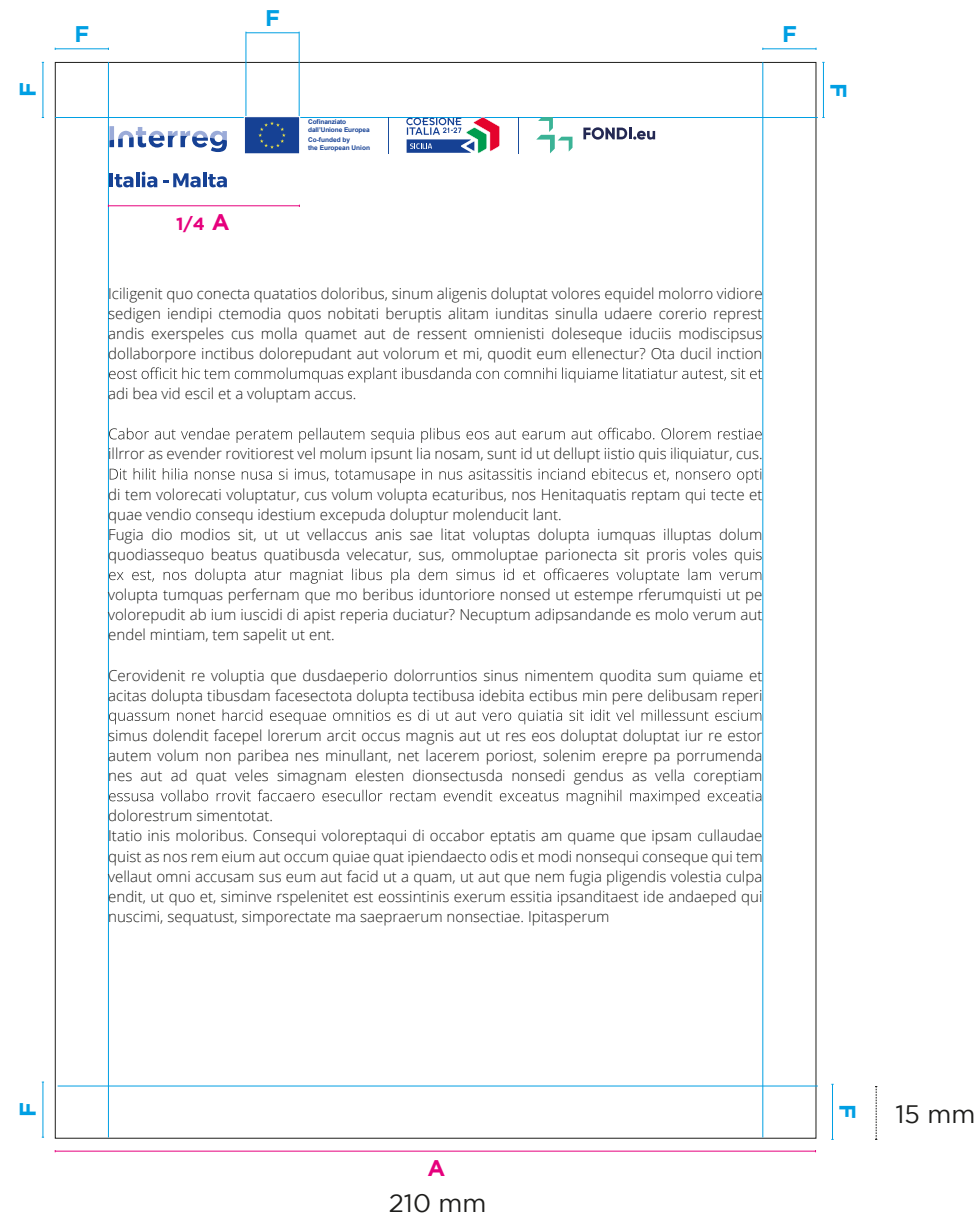 F
F
F
F
F
Interreg
Cofinanziato
dall'Unione Europea
Co-funded by
the European Union
COESIONE
ITALIA 21-27
SICILIA
FONDI.eu
Italia - Malta
1/4 A
Iciligenit quo conecta quatatios doloribus, sinum aligenis doluptat volores equidel molorro vidiore
sedigen iendipi ctemodia quos nobitati beruptis alitam iunditas sinulla udaere corerio represt
andis exerspeles cus molla quamet aut de ressent omnienisti doleseque iduciis modiscipsus
dollaborpore inctibus dolorepudant aut volorum et mi, quodit eum ellenectur? Ota ducil inction
eost officit hic tem commolumquas explant ibusdanda con comnihi liquiame litatiatur autest, sit et
adi bea vid escil et a voluptam accus.
Cabor aut vendae peratem pellautem sequia plibus eos aut earum aut officabo. Olorem restiae
illrror as evender rovitiorest vel molum ipsunt lia nosam, sunt id ut dellupt iistio quis iliquiatur, cus.
Dit hilit hilia nonse nusa si imus, totamusape in nus asitassitis inciand ebitecus et, nonsero opti
di tem volorecati voluptatur, cus volum volupta ecaturibus, nos Henitaquatis reptam qui tecte et
quae vendio consequ idestium excepuda doluptur molenducit lant.
Fugia dio modios sit, ut ut vellaccus anis sae litat voluptas dolupta iumquas illuptas dolum
quodiassequo beatus quatibusda velecatur, sus, ommoluptae parionecta sit proris voles quis
ex est, nos dolupta atur magniat libus pla dem simus id et officaeres voluptate lam verum
volupta tumquas perfernam que mo beribus iduntoriore nonsed ut estempe rferumquisti ut pe
volorepudit ab ium iuscidi di apist reperia duciatur? Necuptum adipsandande es molo verum aut
endel mintiam, tem sapelit ut ent.
Cerovidenit re voluptia que dusdaeperio dolorruntios sinus nimentem quodita sum quiame et
acitas dolupta tibusdam facesectota dolupta tectibusa idebita ectibus min pere delibusam reperi
quassum nonet harcid esequae omnitios es di ut aut vero quiatia sit idit vel millessunt escium
simus dolendit facepel lorerum arcit occus magnis aut ut res eos doluptat doluptat iur re estor
autem volum non paribea nes minullant, net lacerem poriost, solenim erepre pa porrumenda
nes aut ad quat veles simagnam elesten dionsectusda nonsedi gendus as vella coreptiam
essusa vollabo rrovit faccaero esecullor rectam evendit exceatus magnihil maximped exceatia
dolorestrum simentotat.
Itatio inis moloribus. Consequi voloreptaqui di occabor eptatis am quame que ipsam cullaudae
quist as nos rem eium aut occum quiae quat ipiendaecto odis et modi nonsequi conseque qui tem
vellaut omni accusam sus eum aut facid ut a quam, ut aut que nem fugia pligendis volestia culpa
endit, ut quo et, siminve rspelenitet est eossintinis exerum essitia ipsanditaest ide andaeped qui
nuscimi, sequatust, simporectate ma saepraerum nonsectiae. Ipitasperum
F
F
15 mm
A
210 mm